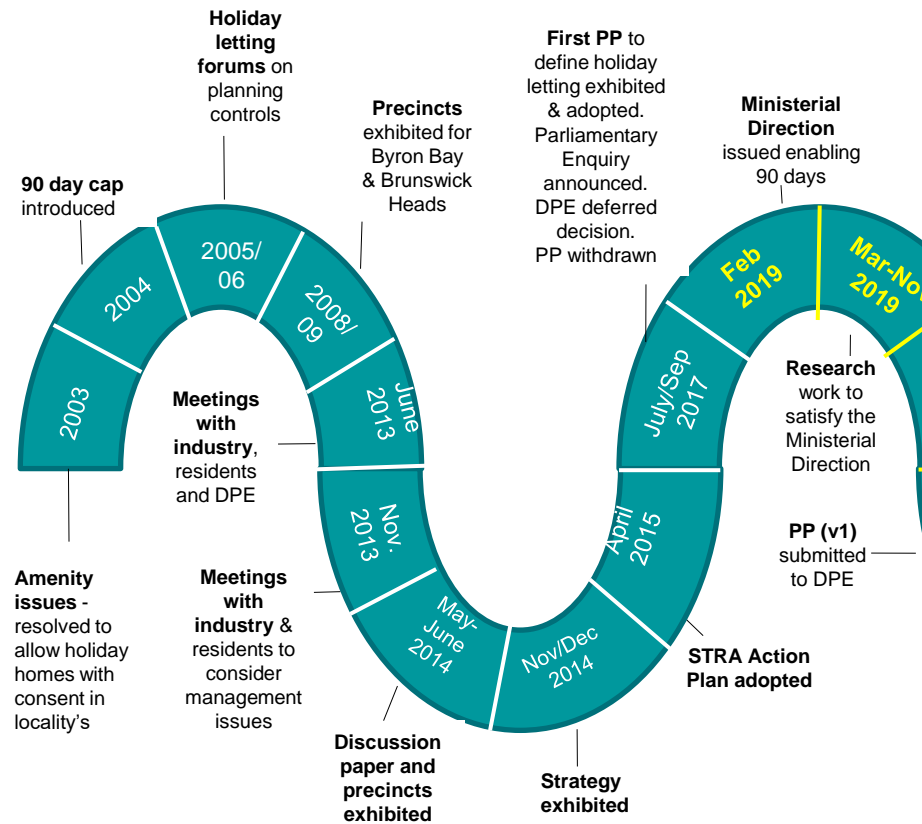 Amenity
issues -
resolved to
allow holiday
homes with
consent in
locality's
2003
90 day cap
introduced
2004
Holiday
letting
forums on
planning
controls
2005/
06
Precincts
exhibited for
Byron Bay
& Brunswick
Heads
2008/
09
Meetings
with
industry,
residents
and DPE
June
2013
Meetings
with
industry &
residents to
consider
management
issues
Nov.
2013
Discussion
paper and
precincts
exhibited
May-
June
2014
Strategy
exhibited
Nov/Dec
2014
STRA Action
Plan adopted
April
2015
First PP to
define holiday
letting exhibited
& adopted.
Parliamentary
Enquiry
announced.
DPE deferred
decision.
PP withdrawn
July/Sep
2017
Ministerial
Direction
issued enabling
90 days
Feb
2019
Research
work to
satisfy the
Ministerial
Direction
Mar-Nov
2019
PP (v1)
submitted
to DPE